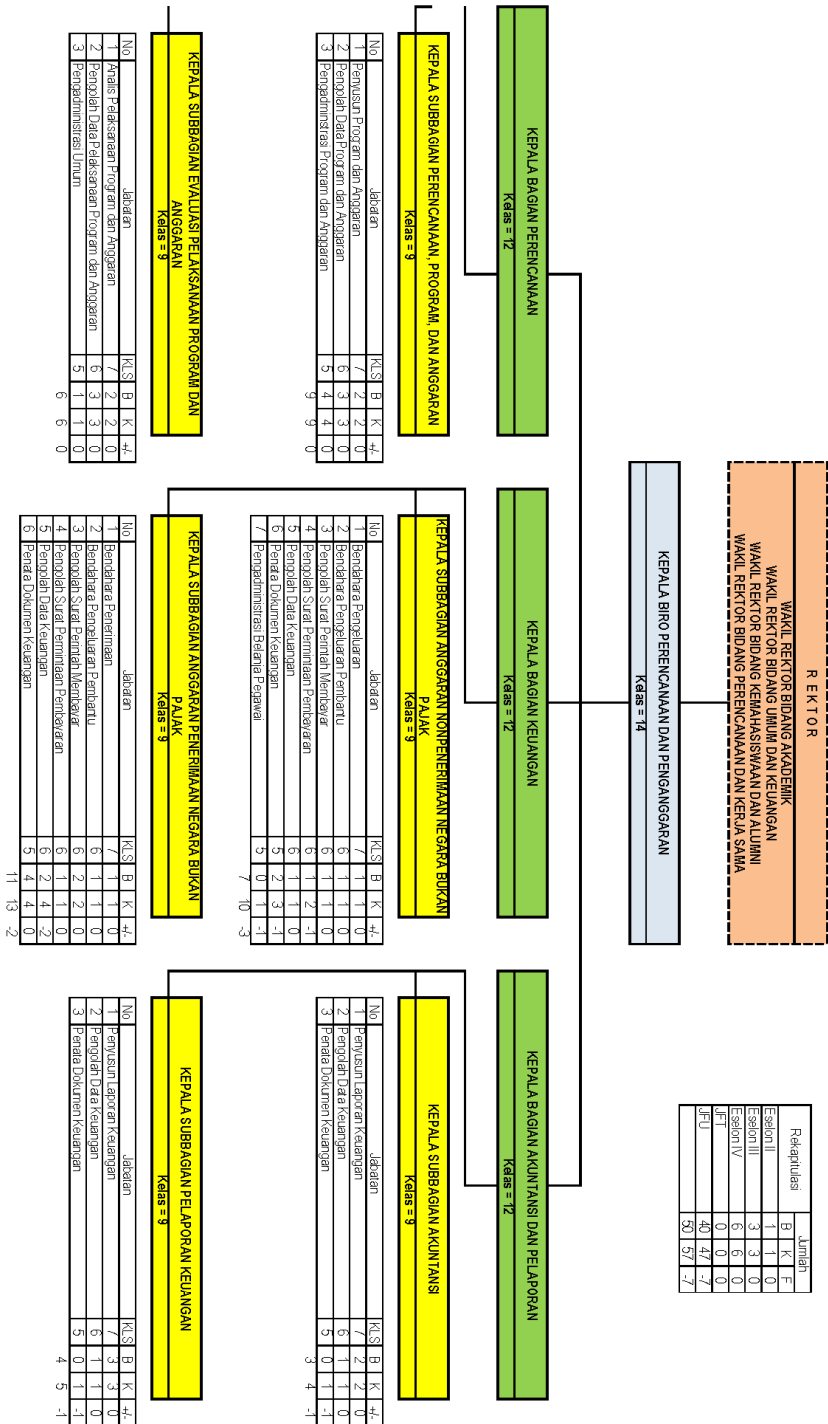 R E K T O R
WAKIL REKTOR BIDANG AKADEMIK
WAKIL REKTOR BIDANG UMUM DAN KEUANGAN
WAKIL REKTOR BIDANG KEMAHASISWAAN DAN ALUMNI
WAKIL REKTOR BIDANG PERENCANAAN DAN KERJA SAMA
Rekapitulasi Jumlah
B K F
Eselon II 1 1 0
Eselon III 3 3 0
Eselon IV 6 6 0
JFT 0 0 0
JFU 40 47 -7
50 57 -7
KEPALA BIRO PERENCANAAN DAN PENGANGGARAN
Kelas = 14
KEPALA BAGIAN PERENCANAAN
Kelas = 12
KEPALA BAGIAN KEUANGAN
Kelas = 12
KEPALA BAGIAN AKUNTANSI DAN PELAPORAN
Kelas = 12
KEPALA SUBBAGIAN PERENCANAAN, PROGRAM, DAN ANGGARAN
Kelas = 9
No Jabatan KLS B K +/-
1 Penyusun Program dan Anggaran 7 2 2 0
2 Pengolah Data Program dan Anggaran 6 3 3 0
3 Pengadministrasi Program dan Anggaran 5 4 4 0
9 9 0
KEPALA SUBBAGIAN ANGGARAN NONPENERIMAAN NEGARA BUKAN
PAJAK
Kelas = 9
No Jabatan KLS B K +/-
1 Bendahara Pengeluaran 7 1 1 0
2 Bendahara Pengeluaran Pembantu 6 1 1 0
3 Pengolah Surat Perintah Membayar 6 1 1 0
4 Pengolah Surat Permintaan Pembayaran 6 1 2 -1
5 Pengolah Data Keuangan 6 1 1 0
6 Penata Dokumen Keuangan 5 2 3 -1
7 Pengadministrasi Belanja Pegawai 5 0 1 -1
7 10 -3
KEPALA SUBBAGIAN AKUNTANSI
Kelas = 9
No Jabatan KLS B K +/-
1 Penyusun Laporan Keuangan 7 2 2 0
2 Pengolah Data Keuangan 6 1 1 0
3 Penata Dokumen Keuangan 5 0 1 -1
3 4 -1
KEPALA SUBBAGIAN EVALUASI PELAKSANAAN PROGRAM DAN
ANGGARAN
Kelas = 9
No Jabatan KLS B K +/-
1 Analis Pelaksanaan Program dan Anggaran 7 2 2 0
2 Pengolah Data Pelaksanaan Program dan Anggaran 6 3 3 0
3 Pengadministrasi Umum 5 1 1 0
6 6 0
KEPALA SUBBAGIAN ANGGARAN PENERIMAAN NEGARA BUKAN
PAJAK
Kelas = 9
No Jabatan KLS B K +/-
1 Bendahara Penerimaan 7 1 1 0
2 Bendahara Pengeluaran Pembantu 6 1 1 0
3 Pengolah Surat Perintah Membayar 6 2 2 0
4 Pengolah Surat Permintaan Pembayaran 6 1 1 0
5 Pengolah Data Keuangan 6 2 4 -2
6 Penata Dokumen Keuangan 5 4 4 0
11 13 -2
KEPALA SUBBAGIAN PELAPORAN KEUANGAN
Kelas = 9
No Jabatan KLS B K +/-
1 Penyusun Laporan Keuangan 7 3 3 0
2 Pengolah Data Keuangan 6 1 1 0
3 Penata Dokumen Keuangan 5 0 1 -1
4 5 -1